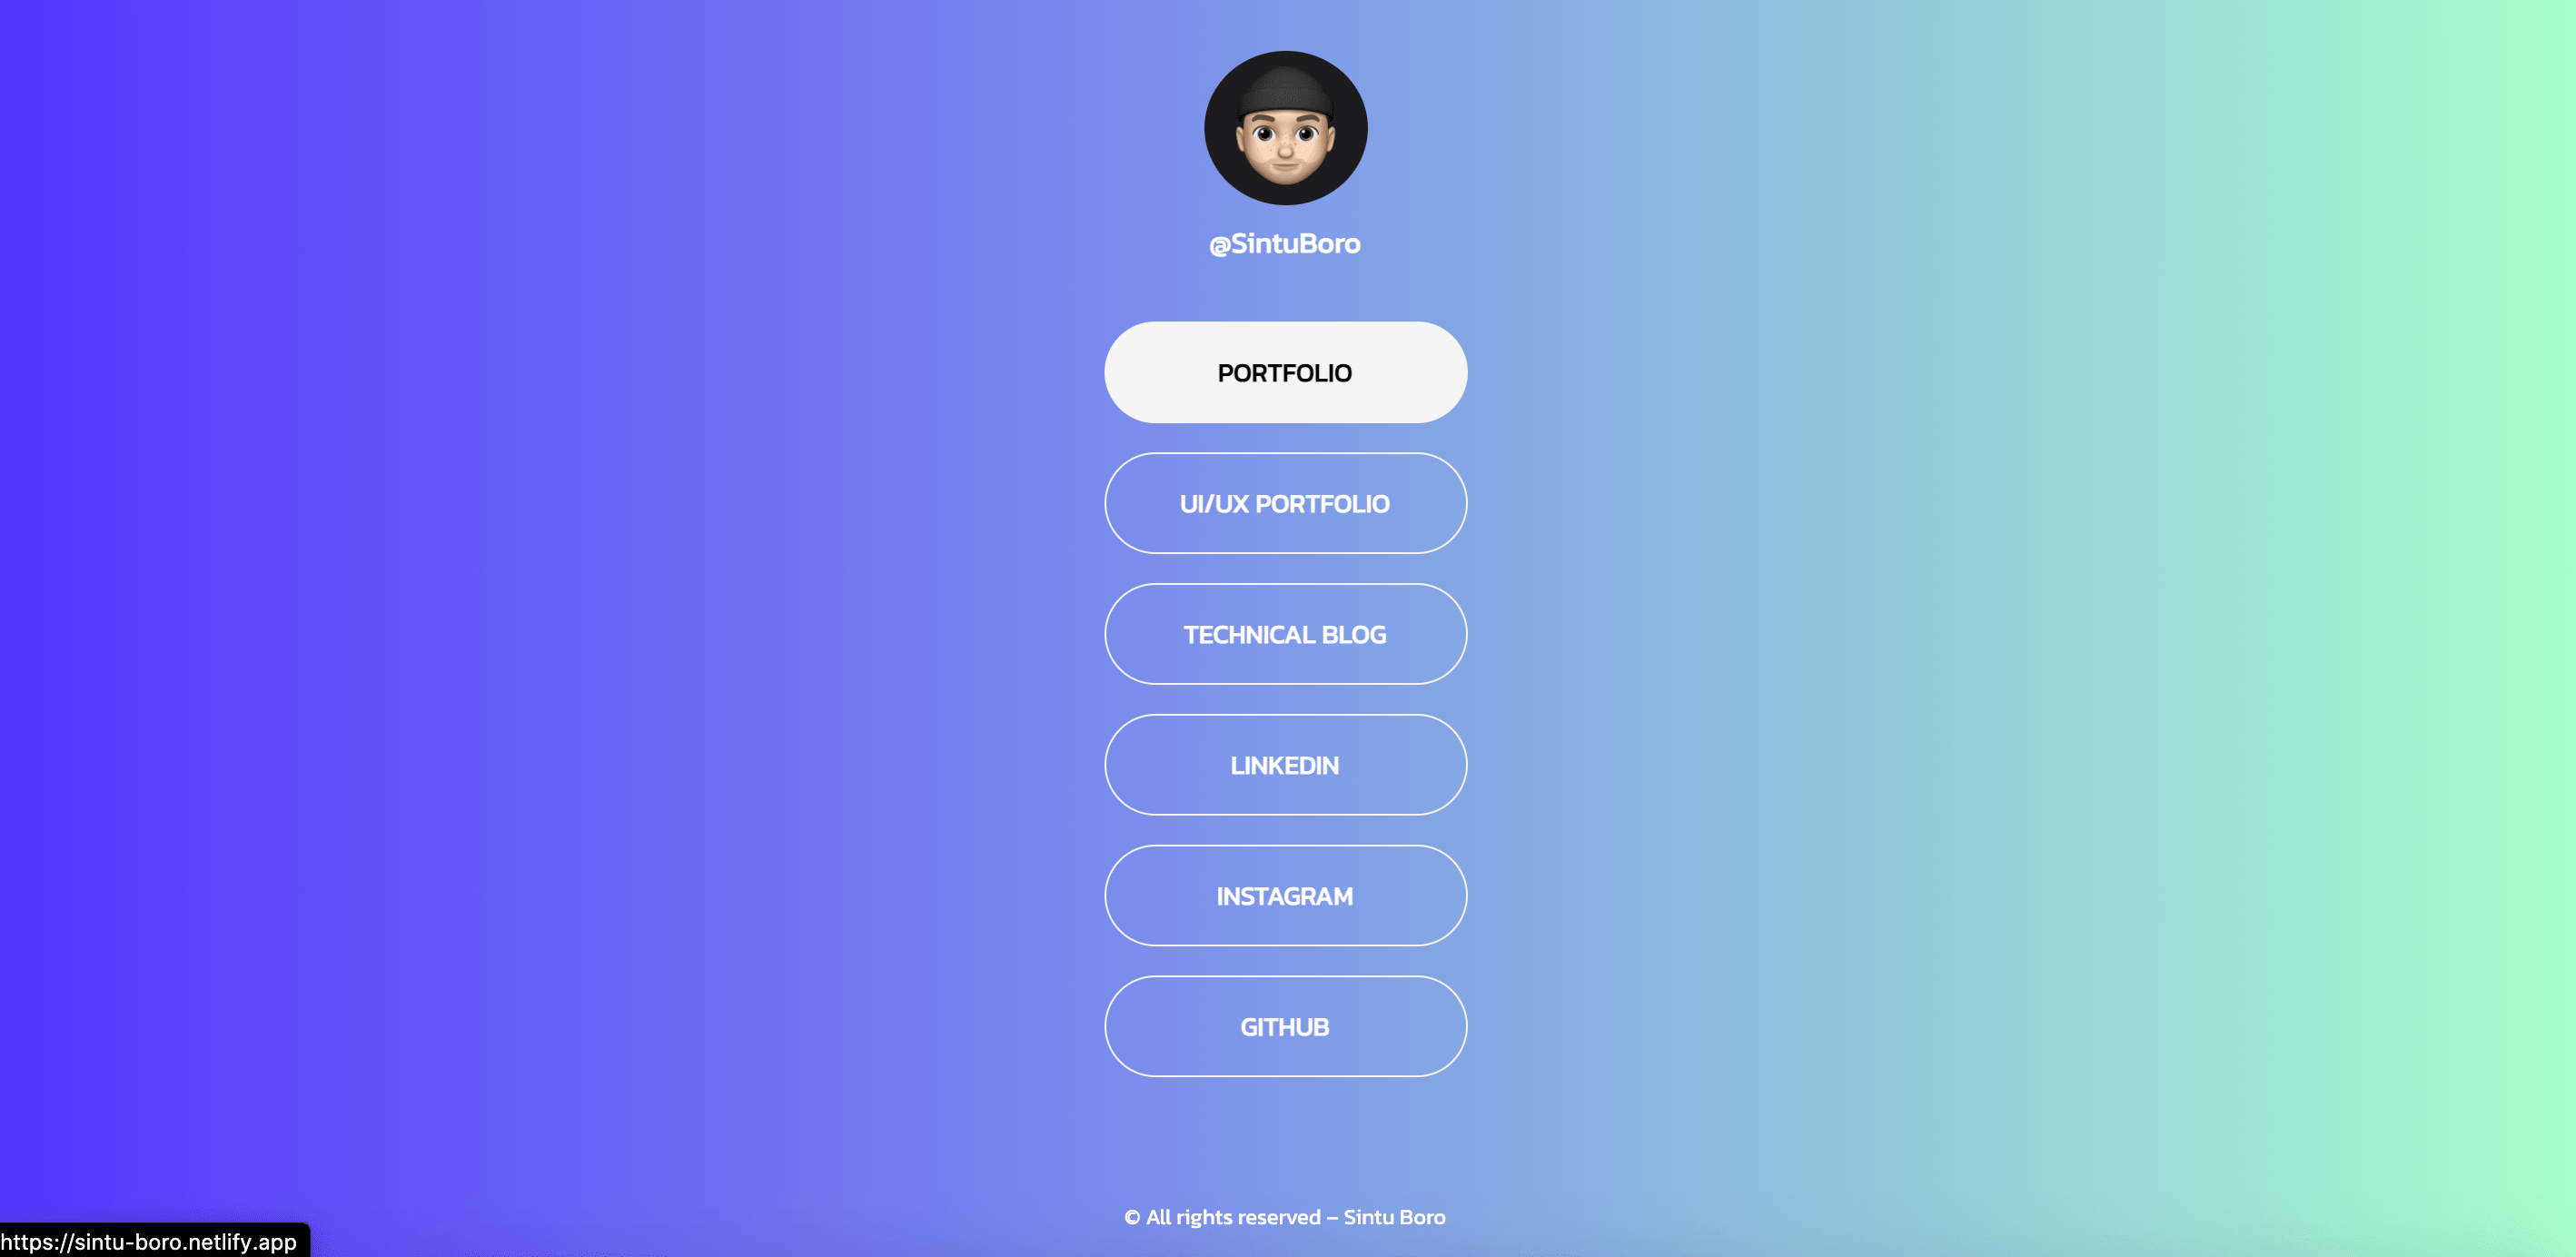 @SintuBoro
PORTFOLIO
UI/UX PORTFOLIO
TECHNICAL BLOG
LINKEDIN
INSTAGRAM
GITHUB
© All rights reserved – Sintu Boro
https://sintu-boro.netlify.app